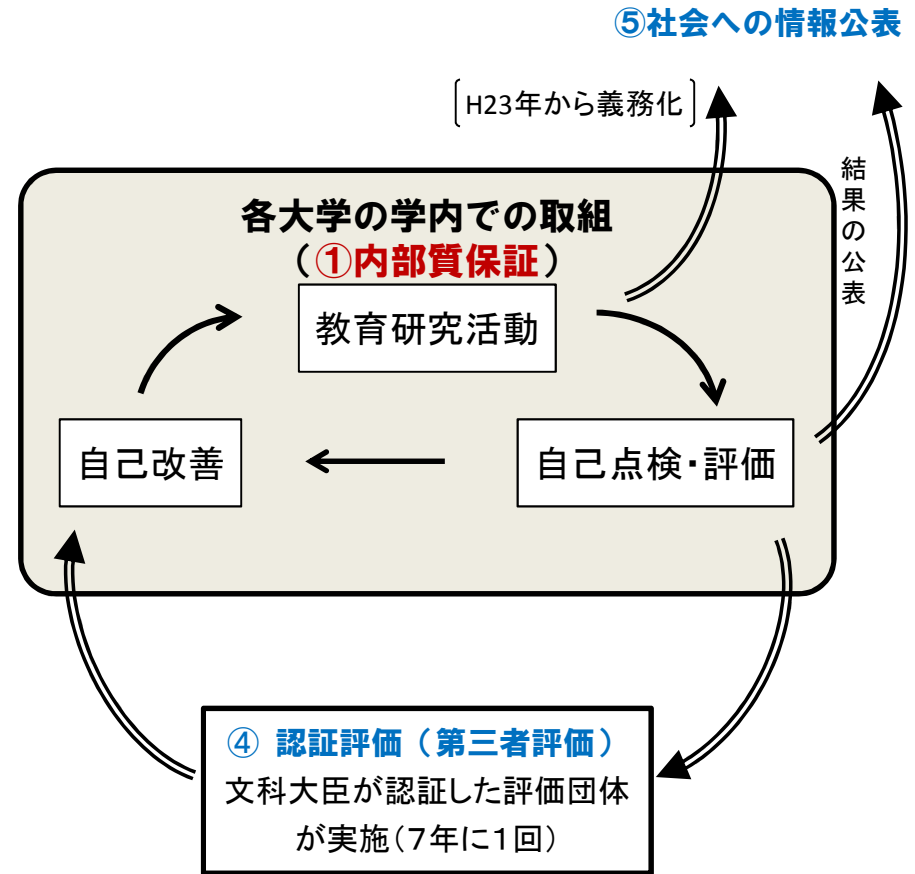 ⑤社会への情報公表
[H23年から義務化]
結果の公表
各大学の学内での取組
（①内部質保証）
教育研究活動
自己改善
自己点検・評価
④ 認証評価（第三者評価）
文科大臣が認証した評価団体
が実施（７年に１回）